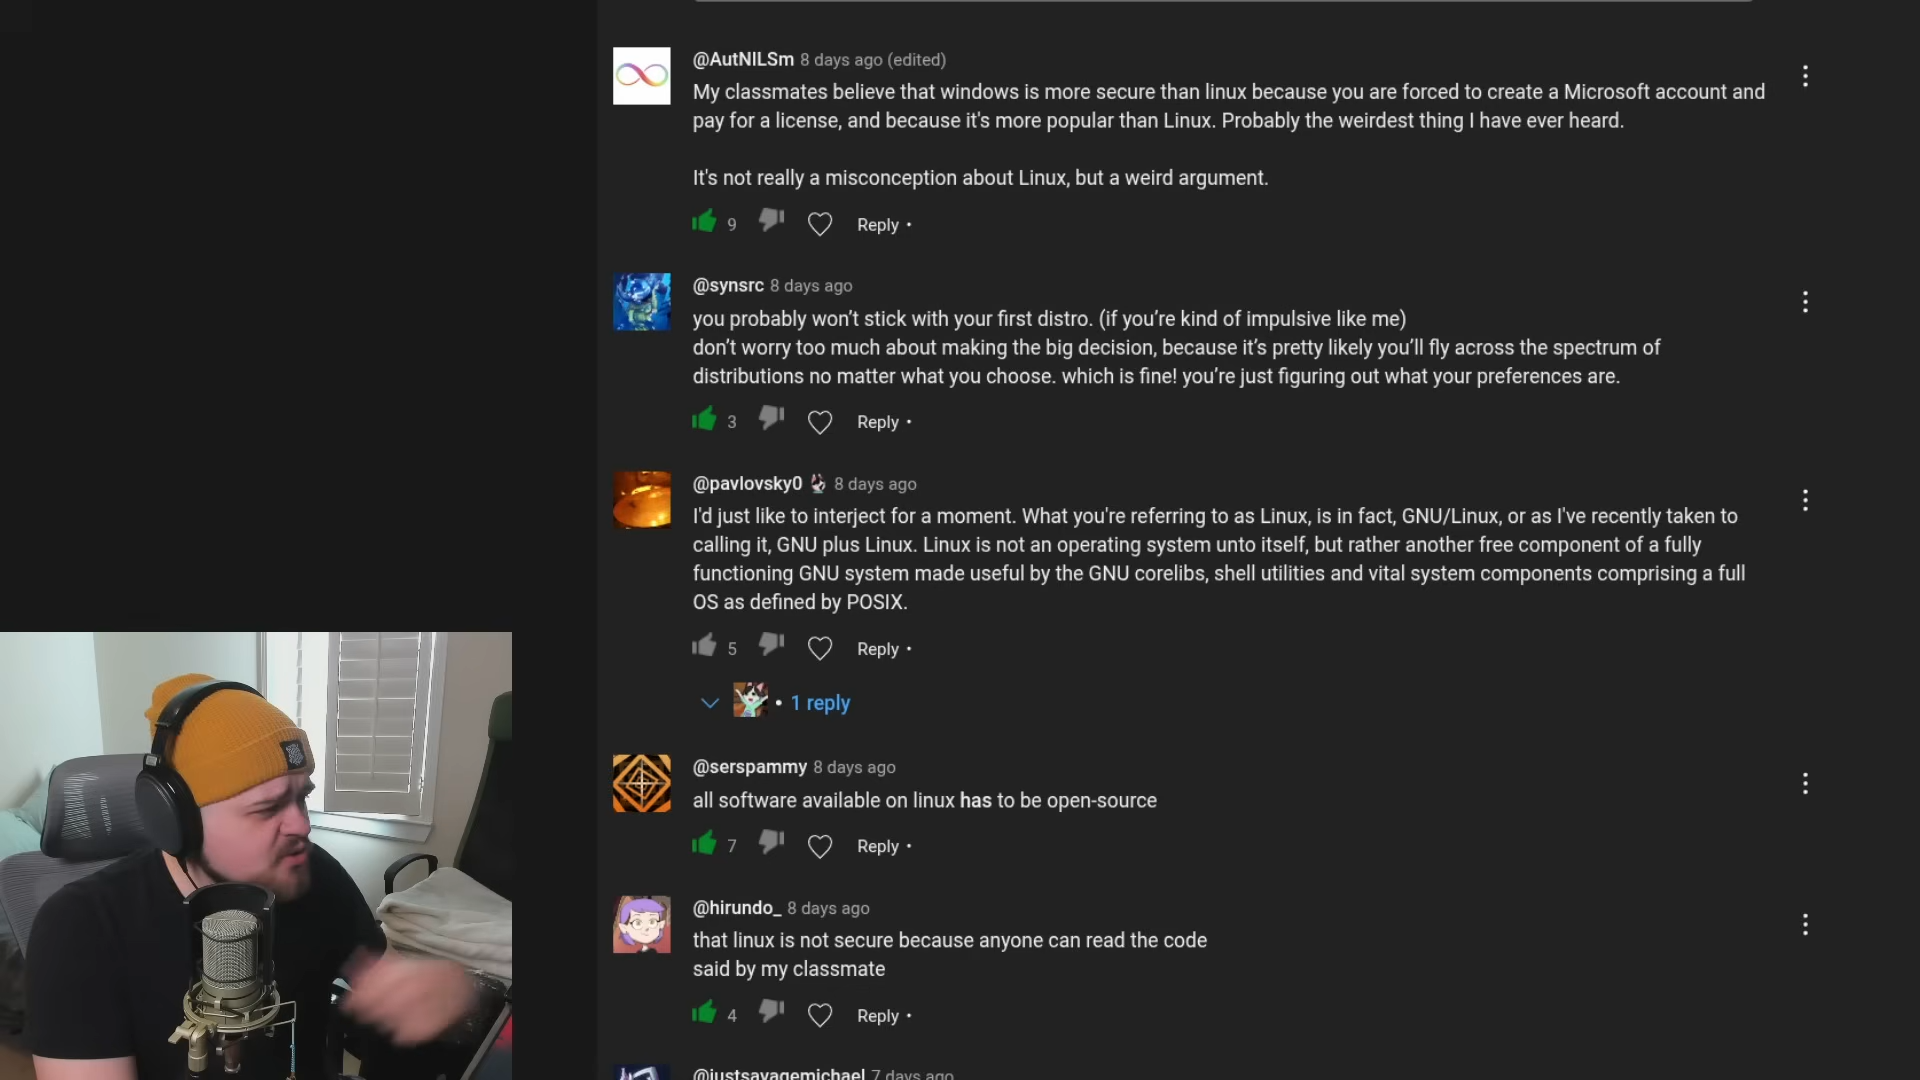 @AutNILSm 8 days ago (edited)
My classmates believe that windows is more secure than linux because you are forced to create a Microsoft account and
pay for a license, and because it's more popular than Linux. Probably the weirdest thing I have ever heard.
It's not really a misconception about Linux, but a weird argument.
9 Reply •
@synsrc 8 days ago
you probably won’t stick with your first distro. (if you’re kind of impulsive like me)
don’t worry too much about making the big decision, because it’s pretty likely you’ll fly across the spectrum of
distributions no matter what you choose. which is fine! you’re just figuring out what your preferences are.
3 Reply •
@pavlovsky0 8 days ago
I'd just like to interject for a moment. What you're referring to as Linux, is in fact, GNU/Linux, or as I've recently taken to
calling it, GNU plus Linux. Linux is not an operating system unto itself, but rather another free component of a fully
functioning GNU system made useful by the GNU corelibs, shell utilities and vital system components comprising a full
OS as defined by POSIX.
5 Reply •
• 1 reply
@serspammy 8 days ago
all software available on linux has to be open-source
7 Reply •
@hirundo_ 8 days ago
that linux is not secure because anyone can read the code
said by my classmate
4 Reply •
@justsavagemichael 7 days ago